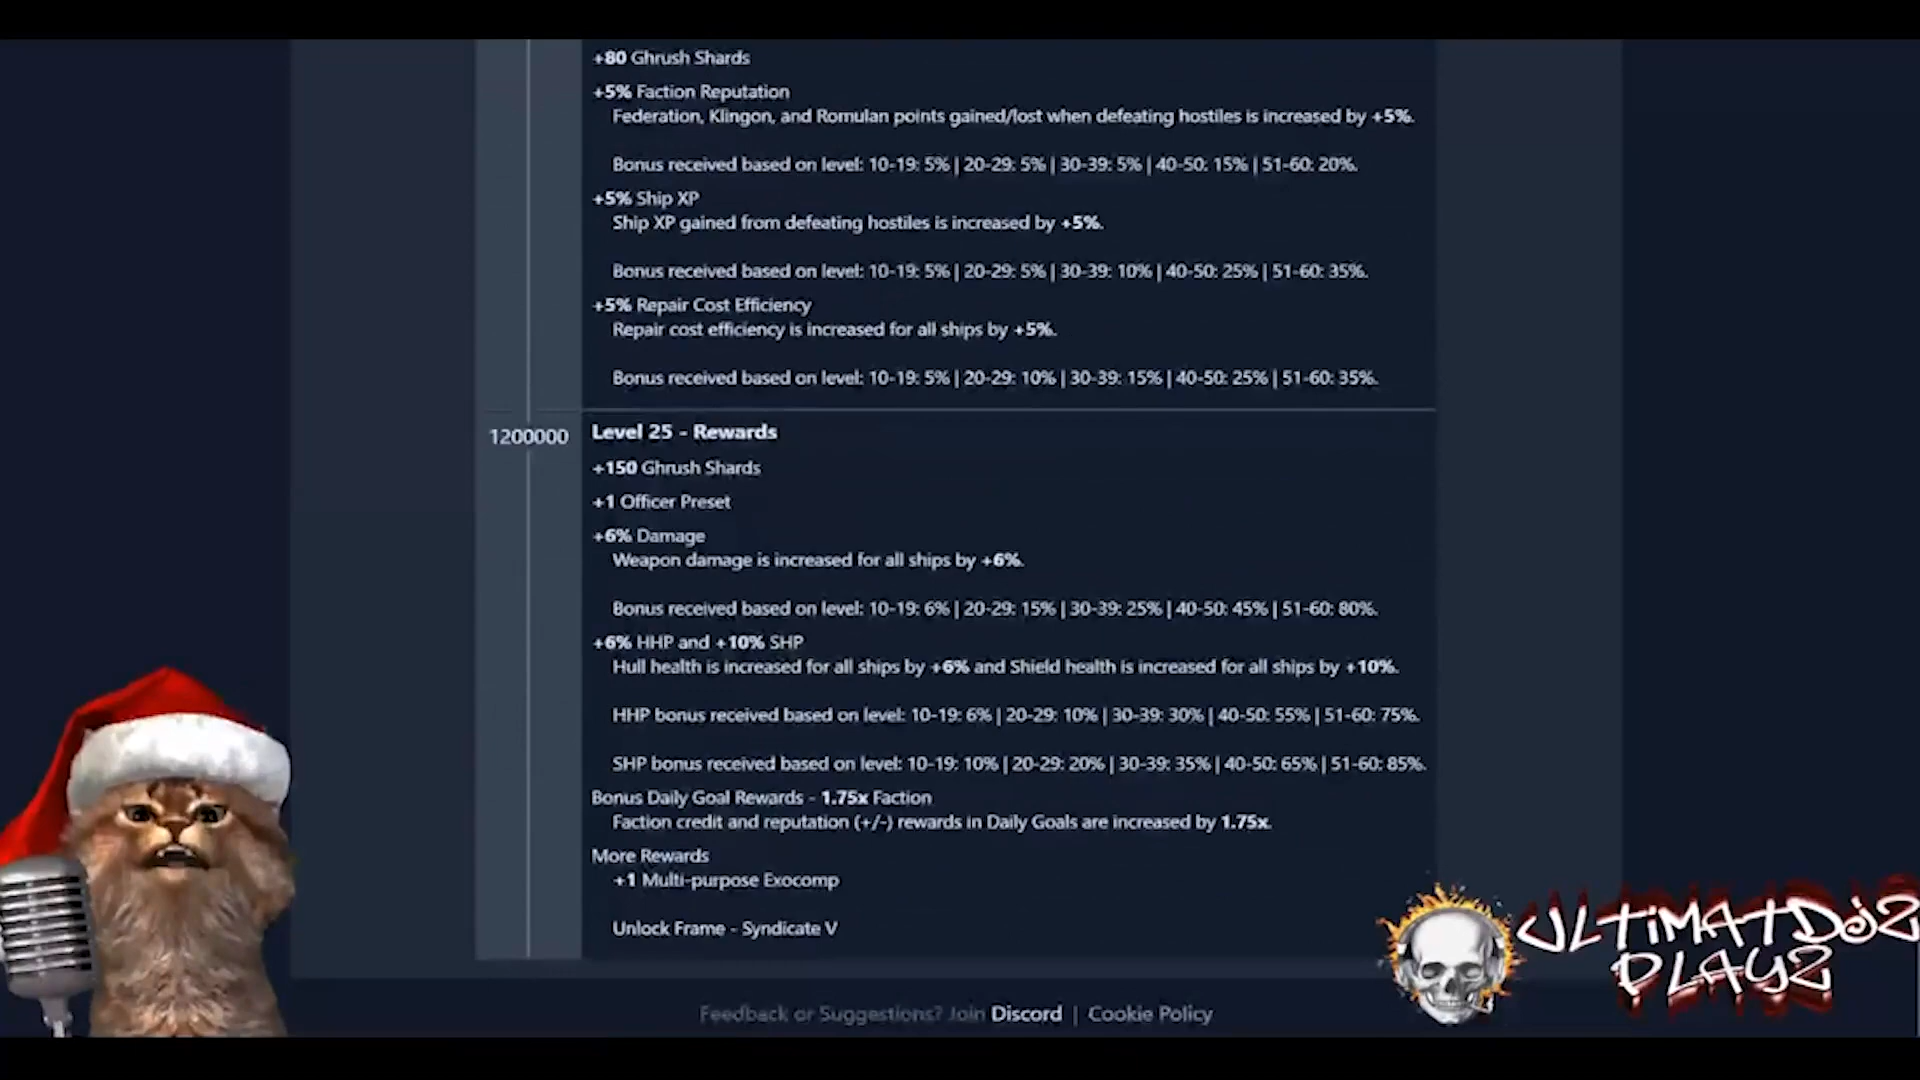 +80 Ghrush Shards
+5% Faction Reputation
Federation, Klingon, and Romulan points gained/lost when defeating hostiles is increased by +5%.
Bonus received based on level: 10-19: 5% | 20-29: 5% | 30-39: 5% | 40-50: 15% | 51-60: 20%.
+5% Ship XP
Ship XP gained from defeating hostiles is increased by +5%.
Bonus received based on level: 10-19: 5% | 20-29: 5% | 30-39: 10% | 40-50: 25% | 51-60: 35%.
+5% Repair Cost Efficiency
Repair cost efficiency is increased for all ships by +5%.
Bonus received based on level: 10-19: 5% | 20-29: 10% | 30-39: 15% | 40-50: 25% | 51-60: 35%.
1200000
Level 25 - Rewards
+150 Ghrush Shards
+1 Officer Preset
+6% Damage
Weapon damage is increased for all ships by +6%.
Bonus received based on level: 10-19: 6% | 20-29: 15% | 30-39: 25% | 40-50: 45% | 51-60: 80%.
+6% HHP and +10% SHP
Hull health is increased for all ships by +6% and Shield health is increased for all ships by +10%.
HHP bonus received based on level: 10-19: 6% | 20-29: 10% | 30-39: 30% | 40-50: 55% | 51-60: 75%.
SHP bonus received based on level: 10-19: 10% | 20-29: 20% | 30-39: 35% | 40-50: 65% | 51-60: 85%.
Bonus Daily Goal Rewards - 1.75x Faction
Faction credit and reputation (+/-) rewards in Daily Goals are increased by 1.75x.
More Rewards
+1 Multi-purpose Exocomp
Unlock Frame - Syndicate V
ULTiMATDJZ
PLAYZ
Feedback or Suggestions? Join Discord | Cookie Policy